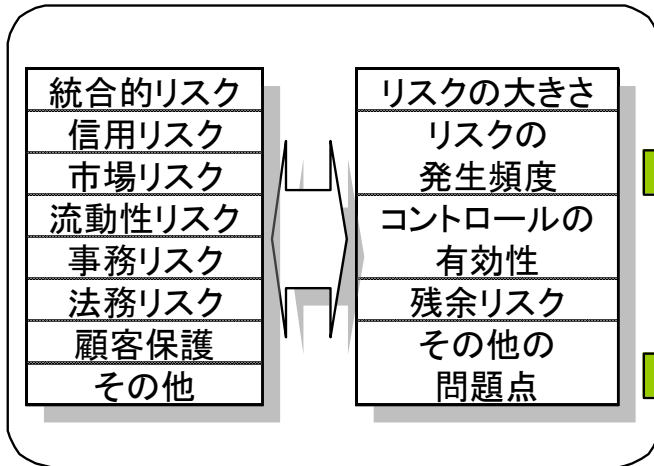 統合的リスク
信用リスク
市場リスク
流動性リスク
事務リスク
法務リスク
顧客保護
その他
リスクの大きさ
リスクの
発生頻度
コントロールの
有効性
残余リスク
その他の
問題点